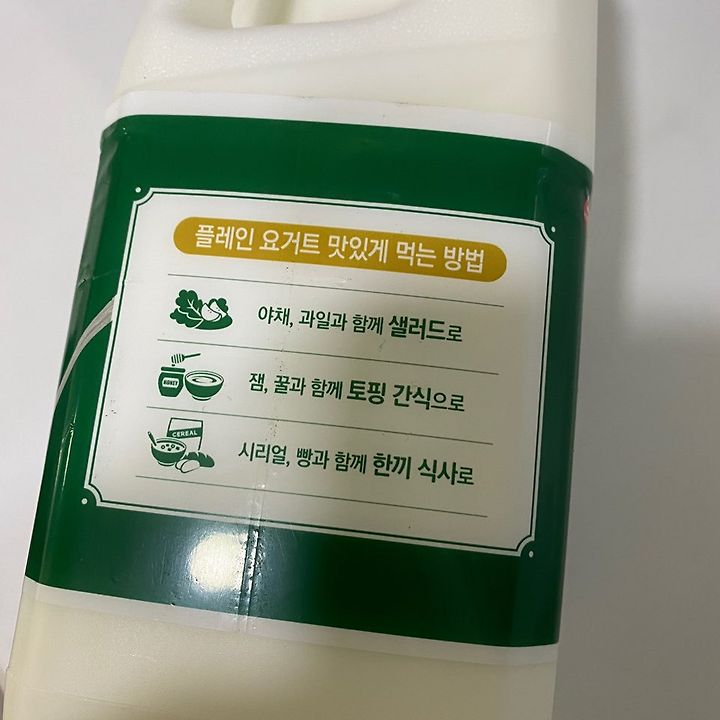 플레인 요거트 맛있게 먹는 방법
야채, 과일과 함께 샐러드로
HONEY
잼, 꿀과 함께 토핑 간식으로
CEREAL
시리얼, 빵과 함께 한끼 식사로